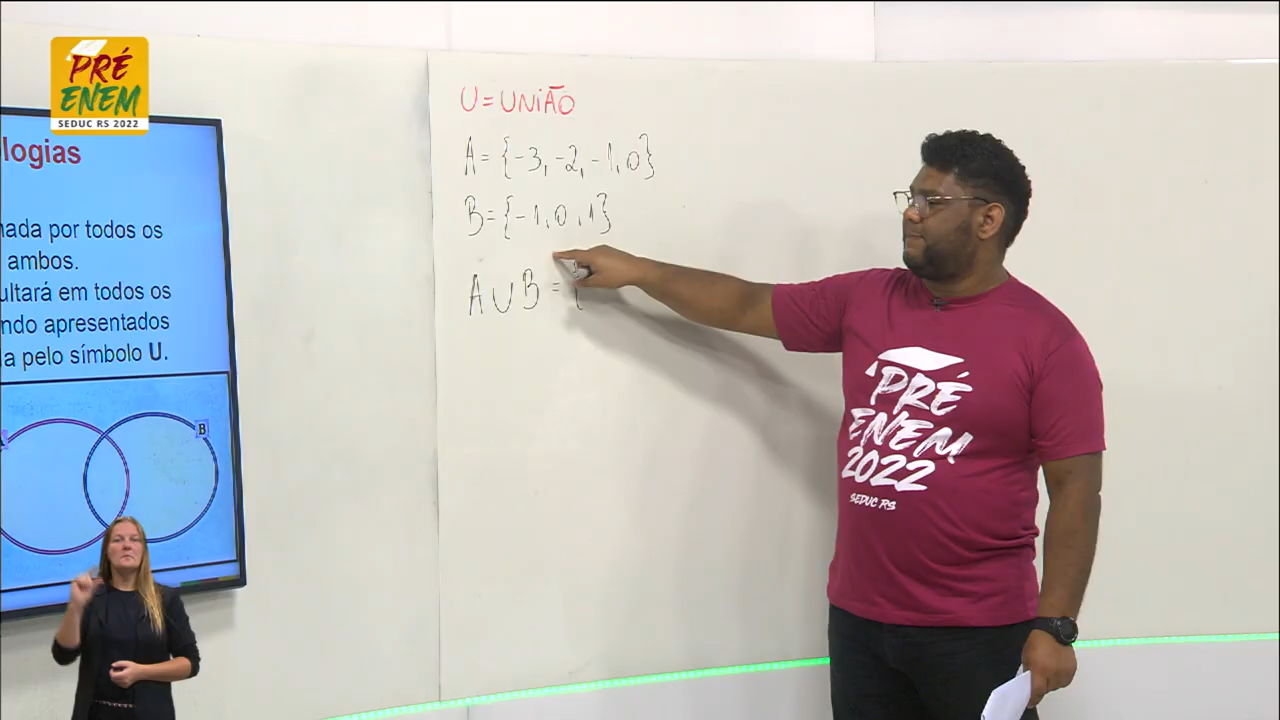 PRÉ
ENEM
SEDUC RS 2022
logias
nada por todos os
ambos.
ultará em todos os
ndo apresentados
a pelo símbolo U.
B
U = UNIÃO
A = {-3, -2, -1, 0}
B = {-1, 0, 1}
A U B = {
PRÉ
ENEM
2022
SEDUC RS